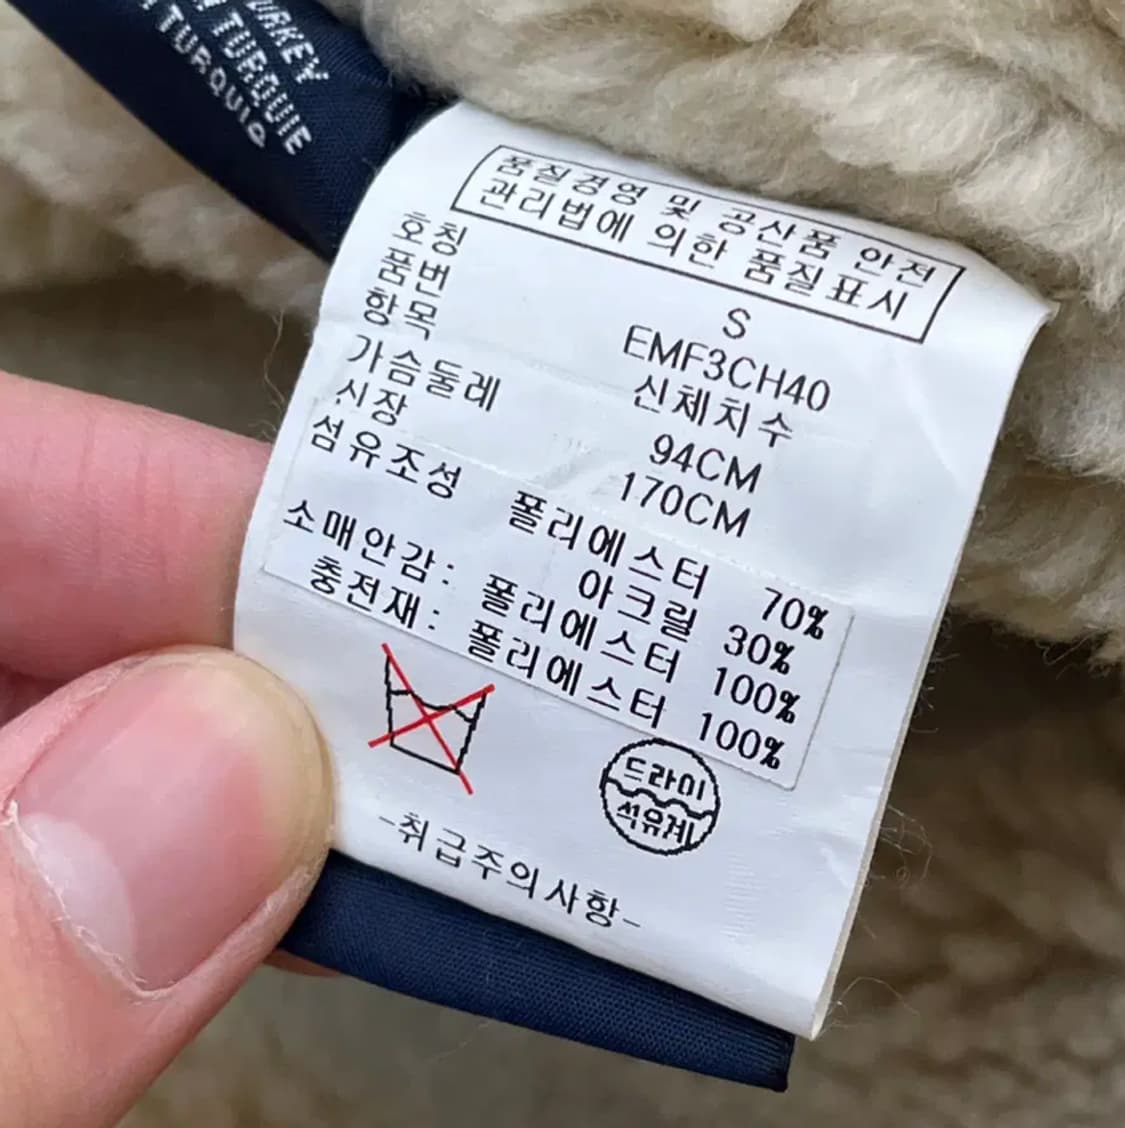 TURQUIE
TURQUIA
품질경영 및 공산품 안전
관리법에 의한 품질표시
호칭 S
품번 EMF3CH40
항목 신체치수
가슴둘레 94CM
신장 170CM
섬유조성 폴리에스터 70%
아크릴 30%
소매안감: 폴리에스터 100%
충전재: 폴리에스터 100%
드라이
석유계
-취급주의사항-